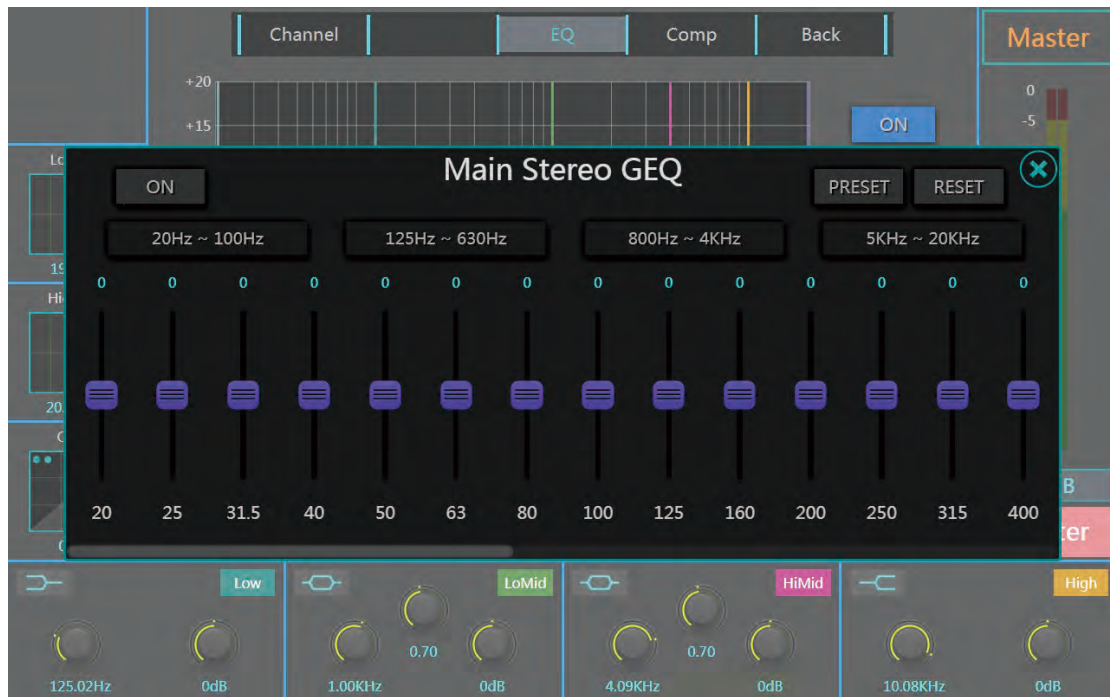 Channel EQ Comp Back
Master
+20
0
+15
ON
-5
Main Stereo GEQ
ON
PRESET RESET
20Hz ~ 100Hz 125Hz ~ 630Hz 800Hz ~ 4KHz 5KHz ~ 20KHz
0 0 0 0 0 0 0 0 0 0 0 0 0 0
20 25 31.5 40 50 63 80 100 125 160 200 250 315 400
Low LoMid HiMid High
0.70 0.70
125.02Hz 0dB 1.00KHz 0dB 4.09KHz 0dB 10.08KHz 0dB